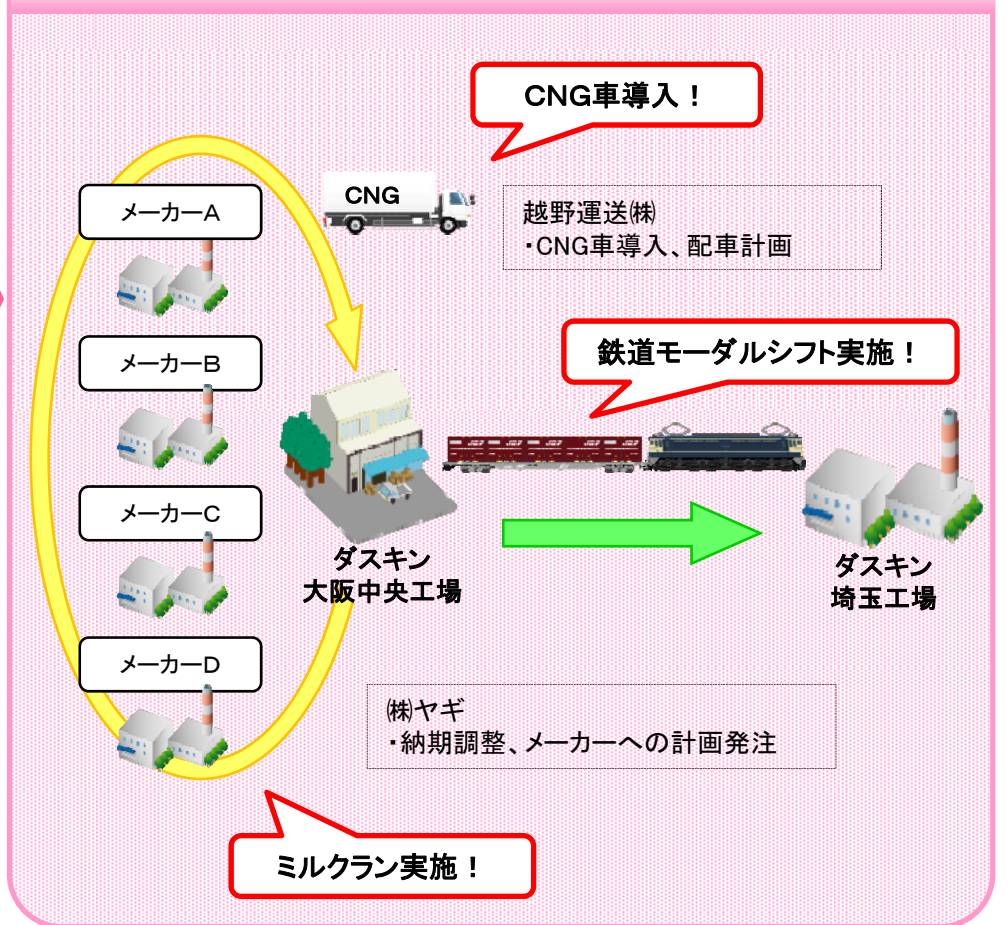 CNG車導入！
CNG
メーカーA
越野運送㈱
・CNG車導入、配車計画
鉄道モーダルシフト実施！
メーカーB
メーカーC
ダスキン
大阪中央工場
ダスキン
埼玉工場
メーカーD
㈱ヤギ
・納期調整、メーカーへの計画発注
ミルクラン実施！